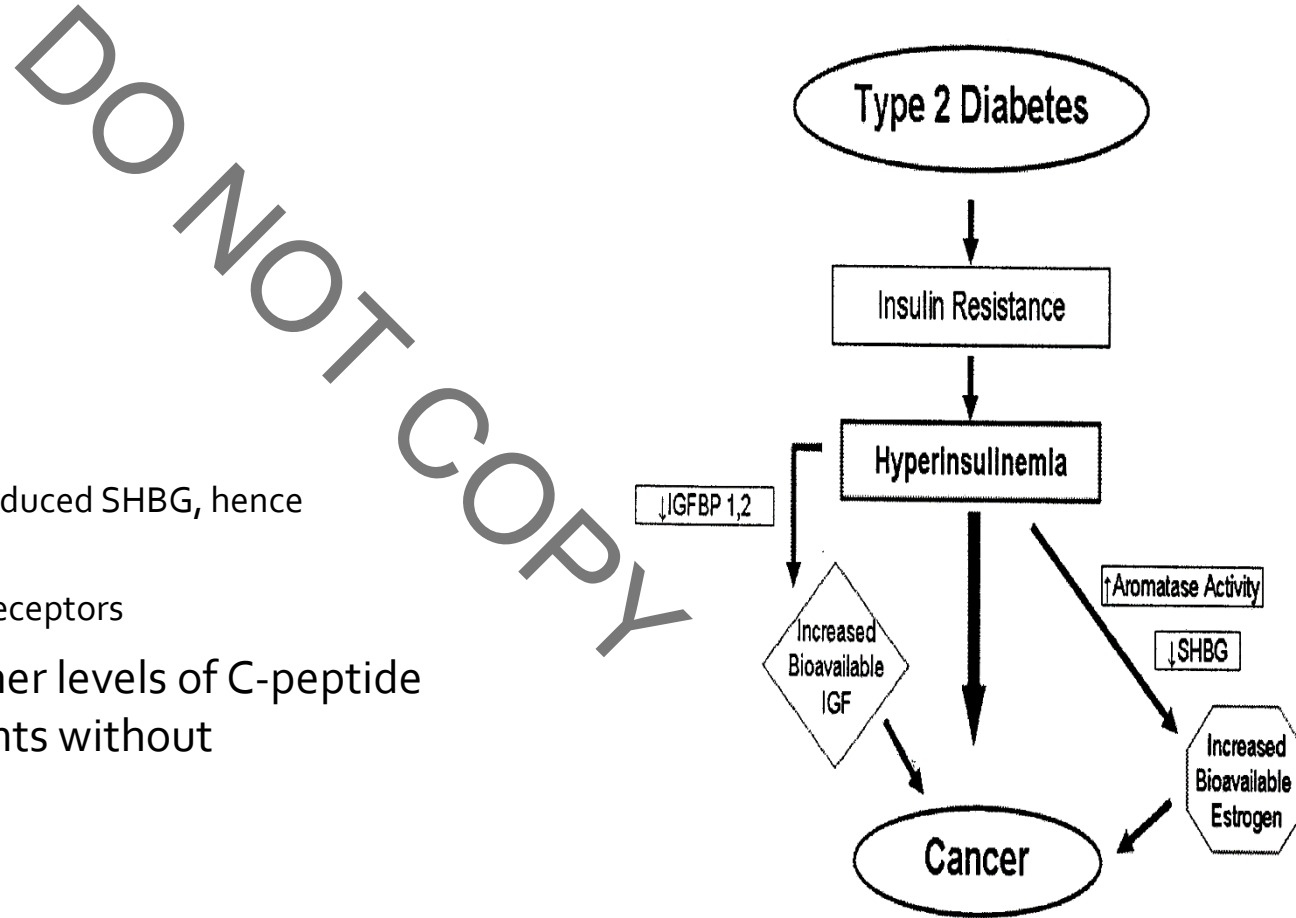 DO NOT COPY
duced SHBG, hence
eceptors
ner levels of C-peptide
nts without
Type 2 Diabetes
Insulin Resistance
Hyperinsulinemia
↓IGFBP 1,2
Increased
Bioavailable
IGF
↑Aromatase Activity
↓SHBG
Increased
Bioavailable
Estrogen
Cancer